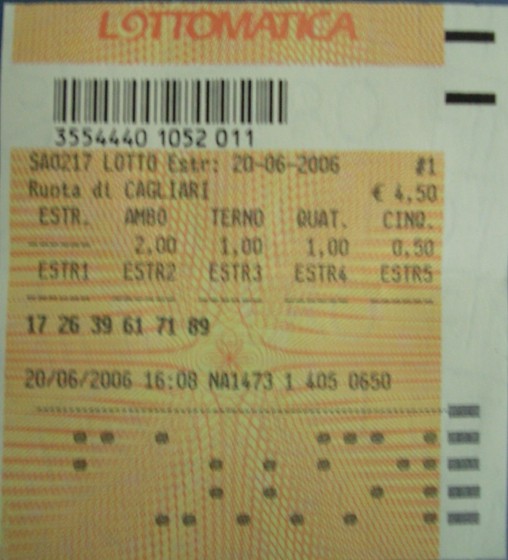 LOTTOMATICA
3554440 1052 011
SA0217 LOTTO Estr: 20-06-2006 #1
Ruota di CAGLIARI € 4,50
ESTR. AMBO TERNO QUAT. CINQ.
------- 2,00 1,00 1,00 0,50
ESTR1 ESTR2 ESTR3 ESTR4 ESTR5
------- ------- ------- ------- -------
17 26 39 61 71 89
20/06/2006 16:08 NA1473 1 405 0650